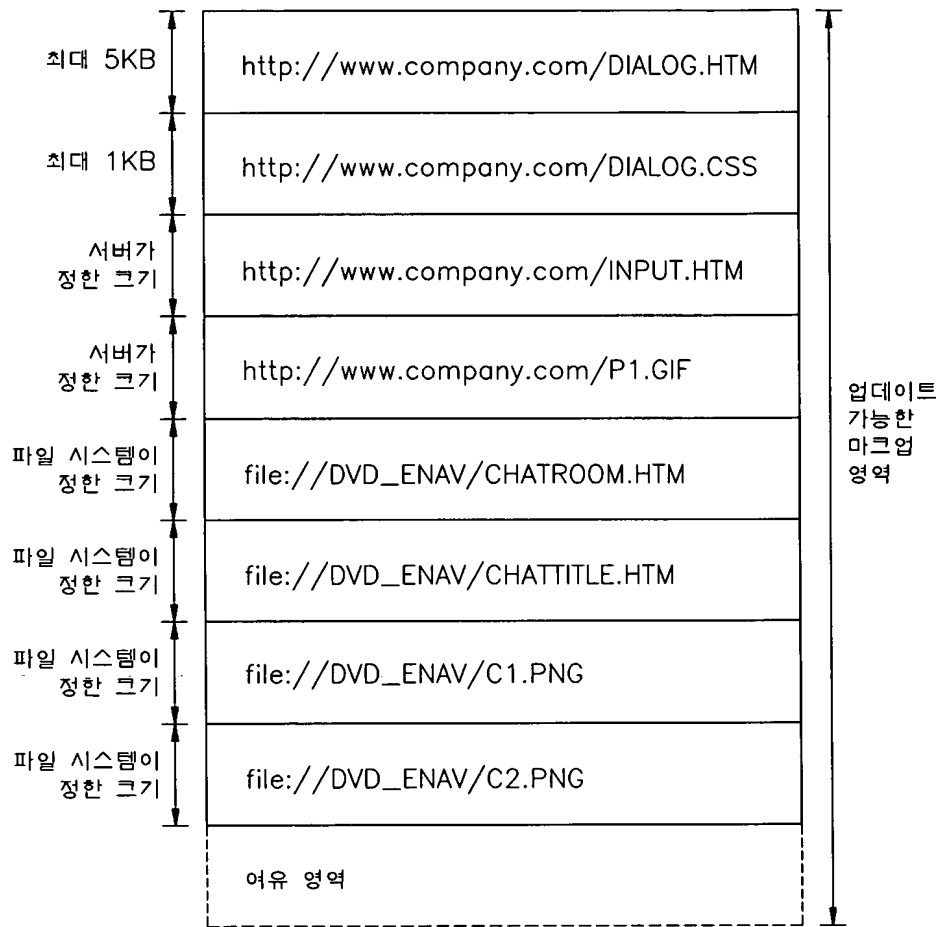 최대 5KB
http://www.company.com/DIALOG.HTM
최대 1KB
http://www.company.com/DIALOG.CSS
서버가
정한 크기
http://www.company.com/INPUT.HTM
서버가
정한 크기
http://www.company.com/P1.GIF
파일 시스템이
정한 크기
file://DVD_ENAV/CHATROOM.HTM
파일 시스템이
정한 크기
file://DVD_ENAV/CHATTITLE.HTM
파일 시스템이
정한 크기
file://DVD_ENAV/C1.PNG
파일 시스템이
정한 크기
file://DVD_ENAV/C2.PNG
여유 영역
업데이트
가능한
마크업
영역